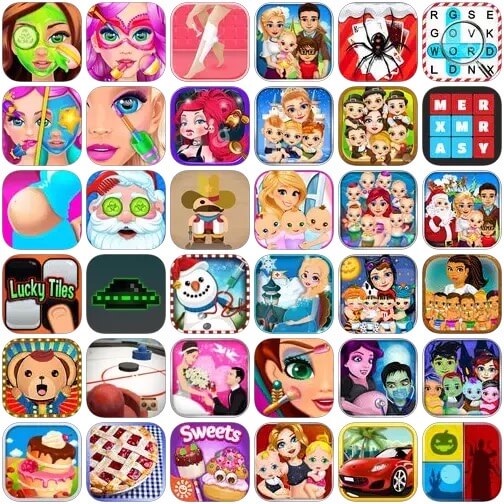 R G S E
G O V K
W O R D
L D N
M E R
X M R
A S Y
Lucky Tiles
Sweets